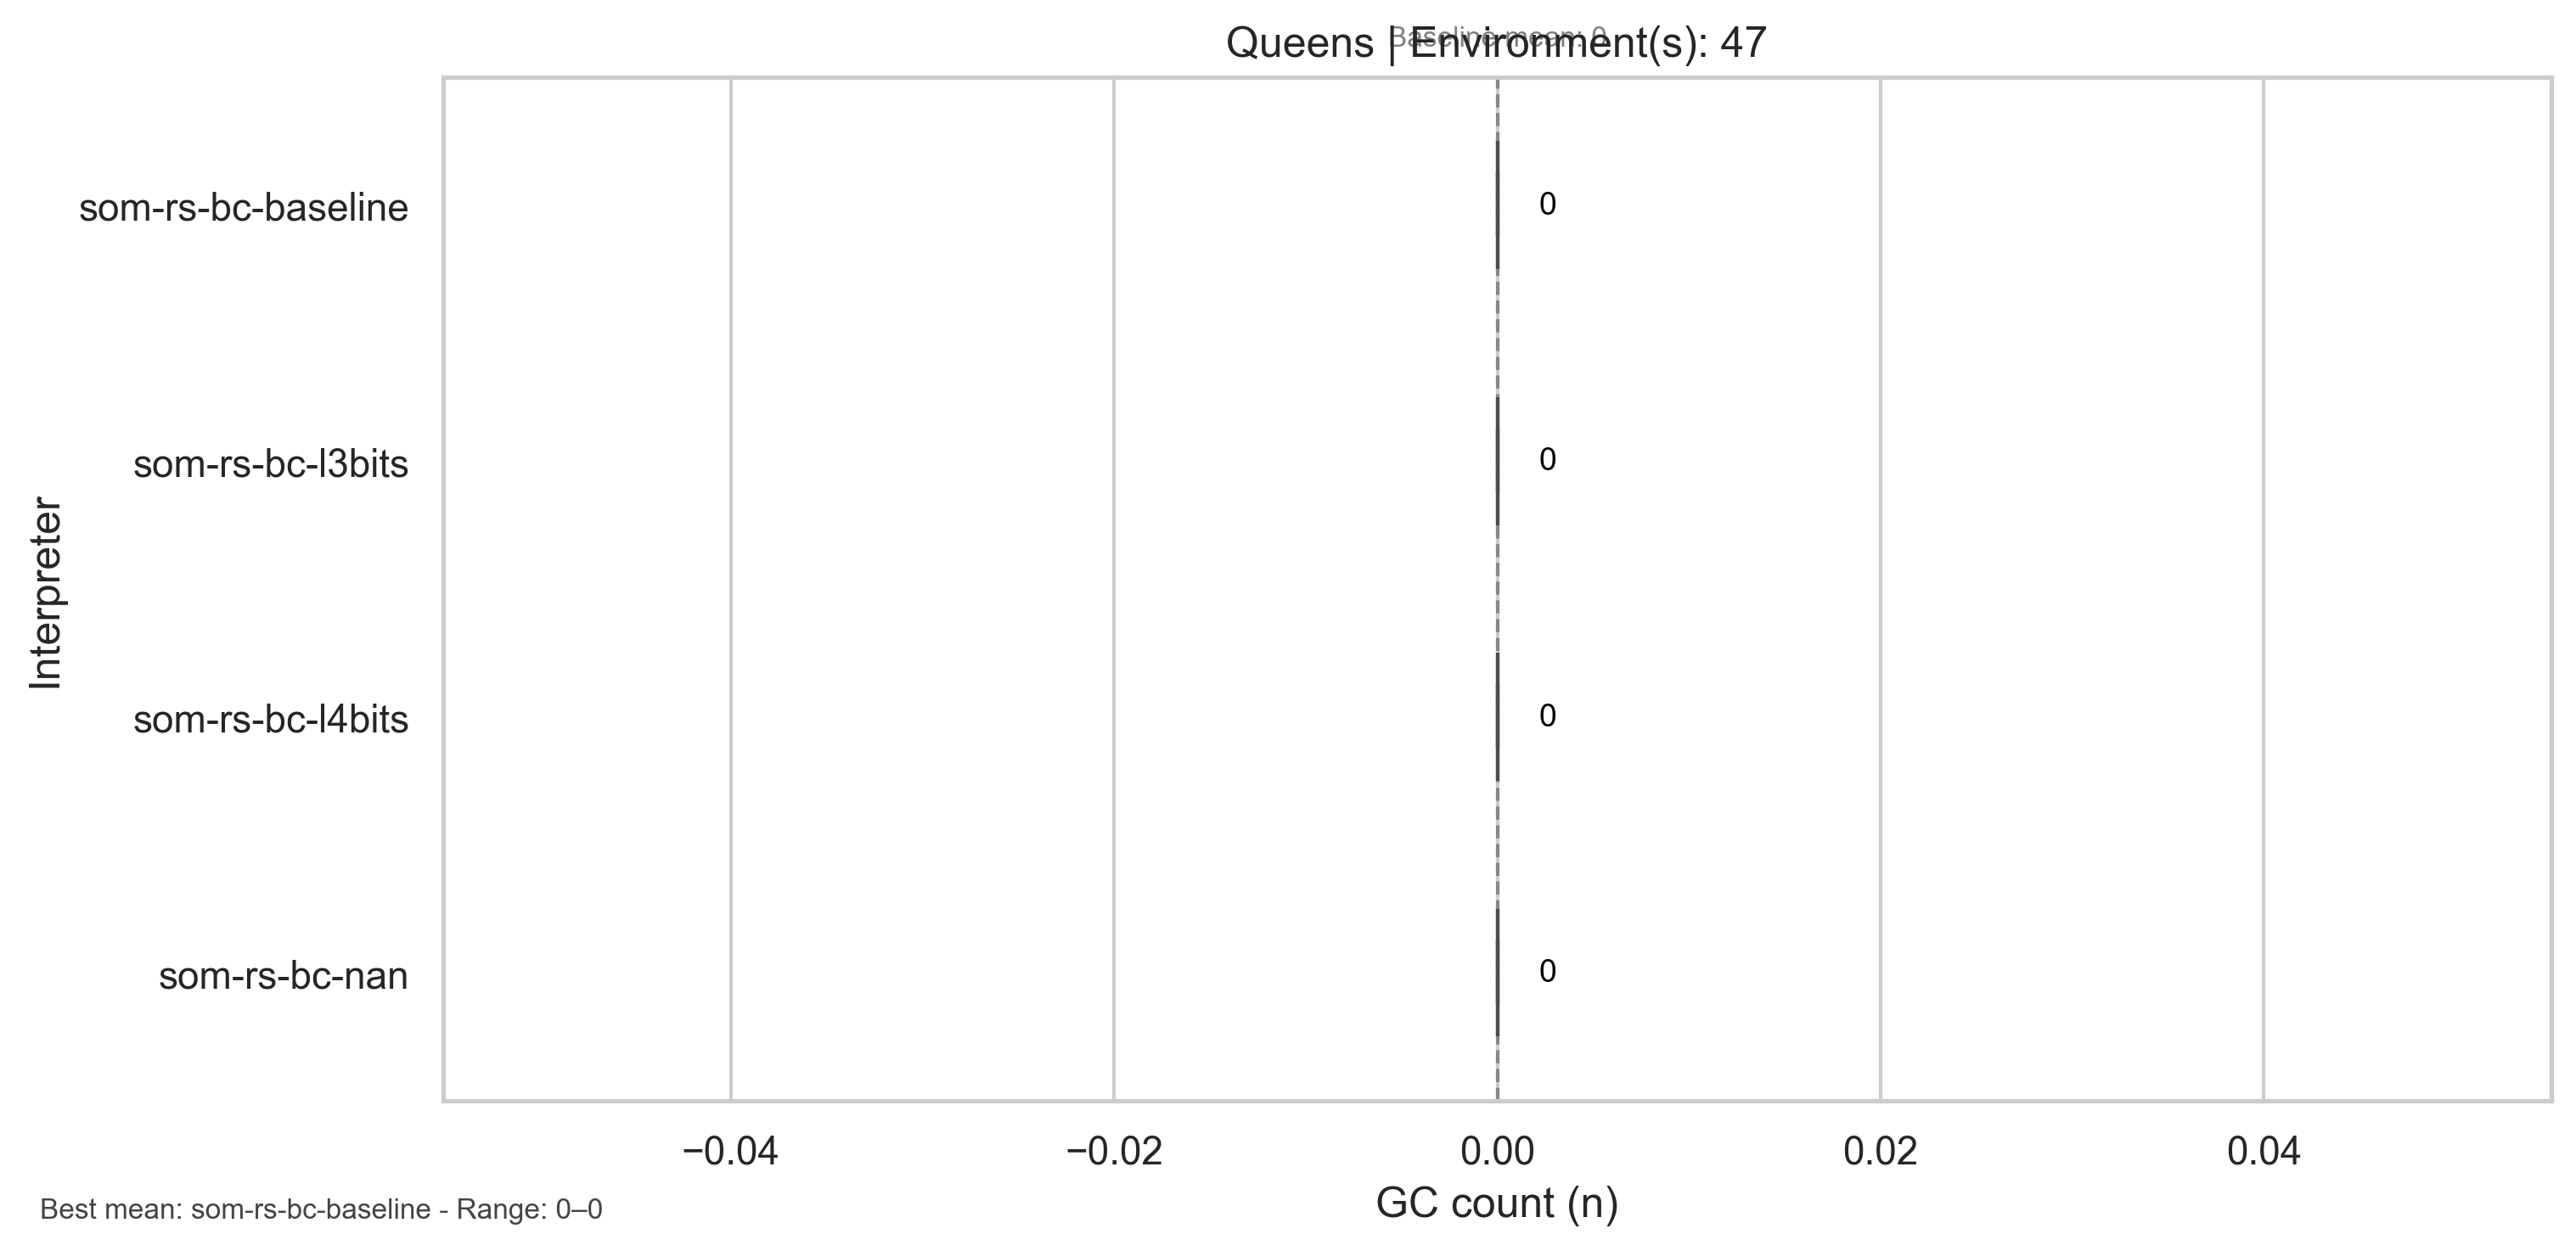 Queens | Environment(s): 47
Baseline mean: 0
som-rs-bc-baseline
0
som-rs-bc-l3bits
0
som-rs-bc-l4bits
0
som-rs-bc-nan
0
Interpreter
−0.04
−0.02
0.00
0.02
0.04
GC count (n)
Best mean: som-rs-bc-baseline - Range: 0–0